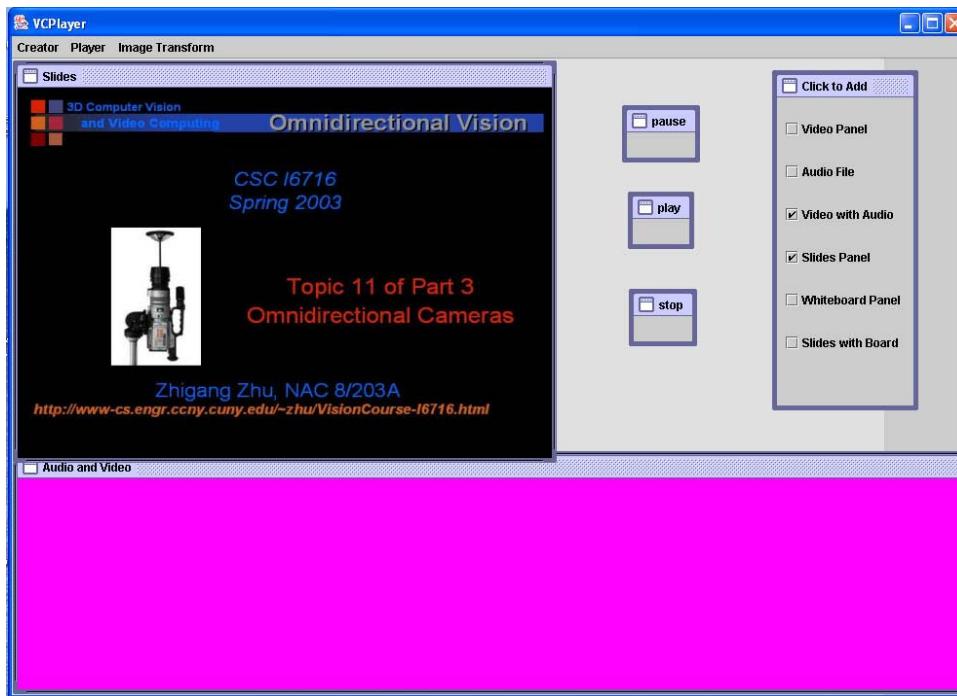 VCPlayer
Creator Player Image Transform
Slides
3D Computer Vision
and Video Computing
Omnidirectional Vision
CSC I6716
Spring 2003
Topic 11 of Part 3
Omnidirectional Cameras
Zhigang Zhu, NAC 8/203A
http://www-cs.engr.ccny.cuny.edu/~zhu/VisionCourse-I6716.html
pause
play
stop
Click to Add
Video Panel
Audio File
Video with Audio
Slides Panel
Whiteboard Panel
Slides with Board
Audio and Video